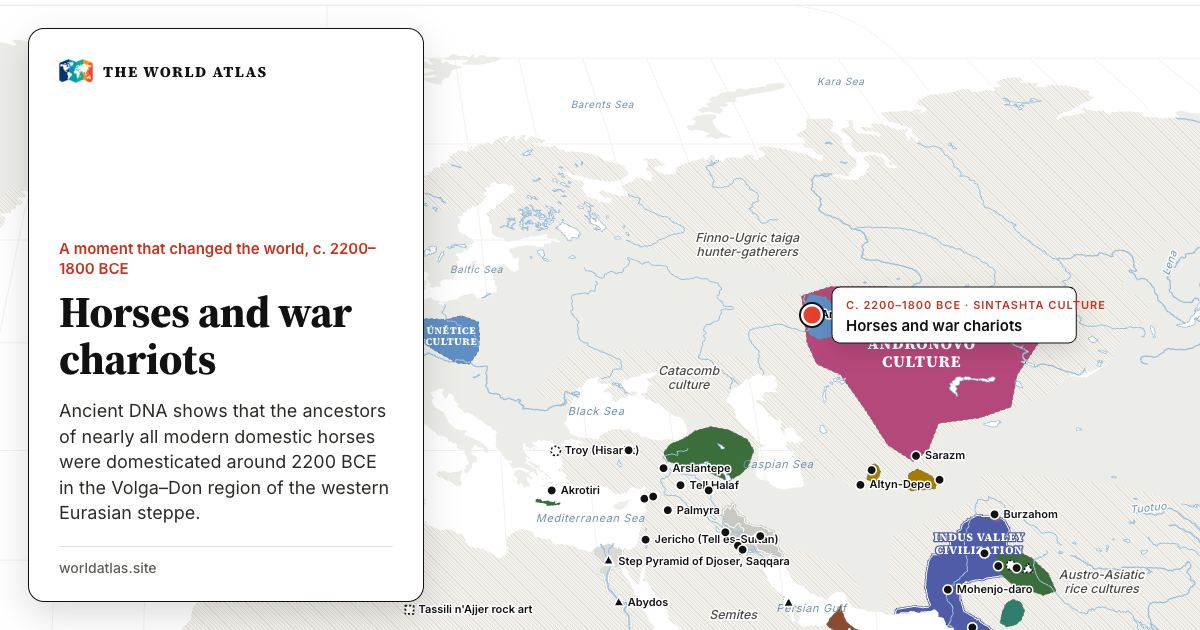 THE WORLD ATLAS
A moment that changed the world, c. 2200–
1800 BCE
Horses and war
chariots
Ancient DNA shows that the ancestors
of nearly all modern domestic horses
were domesticated around 2200 BCE
in the Volga–Don region of the western
Eurasian steppe.
worldatlas.site
Kara Sea
Barents Sea
Finno-Ugric taiga
hunter-gatherers
Baltic Sea
Lena
C. 2200–1800 BCE · SINTASHTA CULTURE
Horses and war chariots
ÚNĚTICE
CULTURE
ANDRONOVO
CULTURE
Catacomb
culture
Black Sea
Troy (Hisar
)
Arslantepe
Caspian Sea
Sarazm
Tell Halaf
Altyn-Depe
Akrotiri
Palmyra
Burzahom
Tuotuo
Mediterranean Sea
Jericho (Tell es-Sultan)
INDUS VALLEY
CIVILIZATION
Step Pyramid of Djoser, Saqqara
Austro-Asiatic
rice cultures
Mohenjo-daro
Abydos
Tassili n'Ajjer rock art
Semites
Persian Gulf